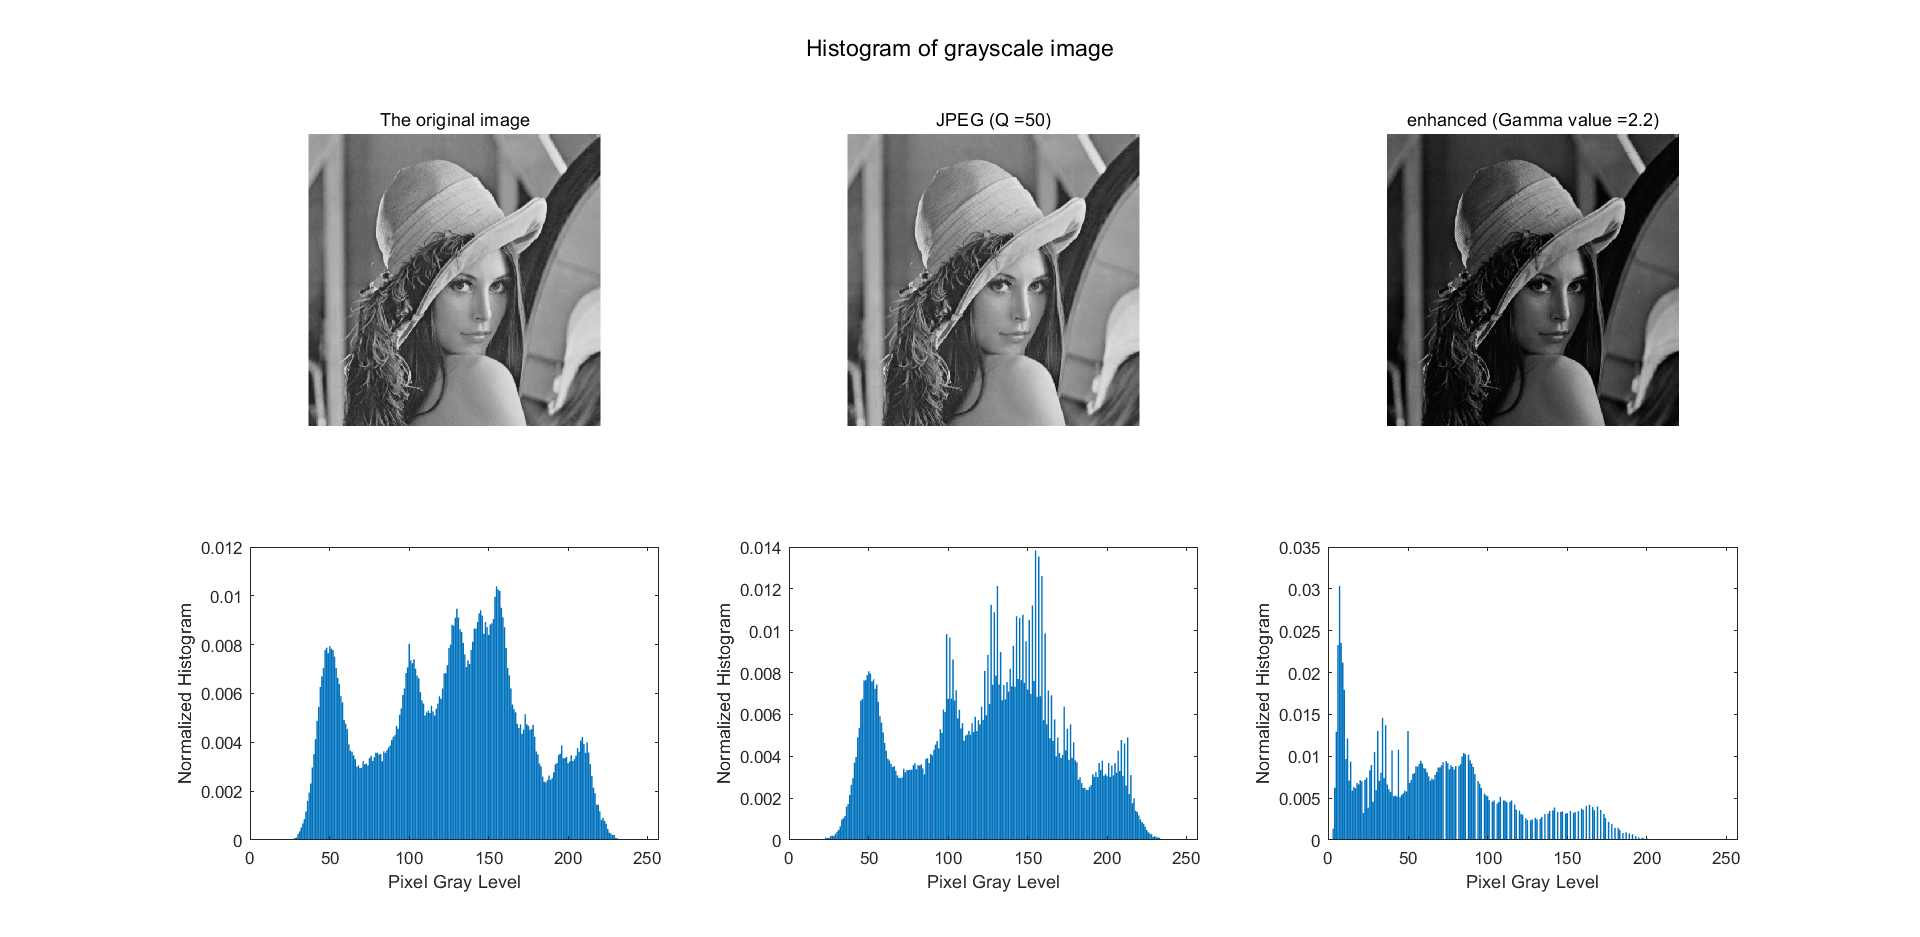 Histogram of grayscale image
The original image
JPEG (Q =50)
enhanced (Gamma value =2.2)
0.012
0.01
0.008
0.006
0.004
0.002
0
Normalized Histogram
0 50 100 150 200 250
Pixel Gray Level
0.014
0.012
0.01
0.008
0.006
0.004
0.002
0
Normalized Histogram
0 50 100 150 200 250
Pixel Gray Level
0.035
0.03
0.025
0.02
0.015
0.01
0.005
0
Normalized Histogram
0 50 100 150 200 250
Pixel Gray Level